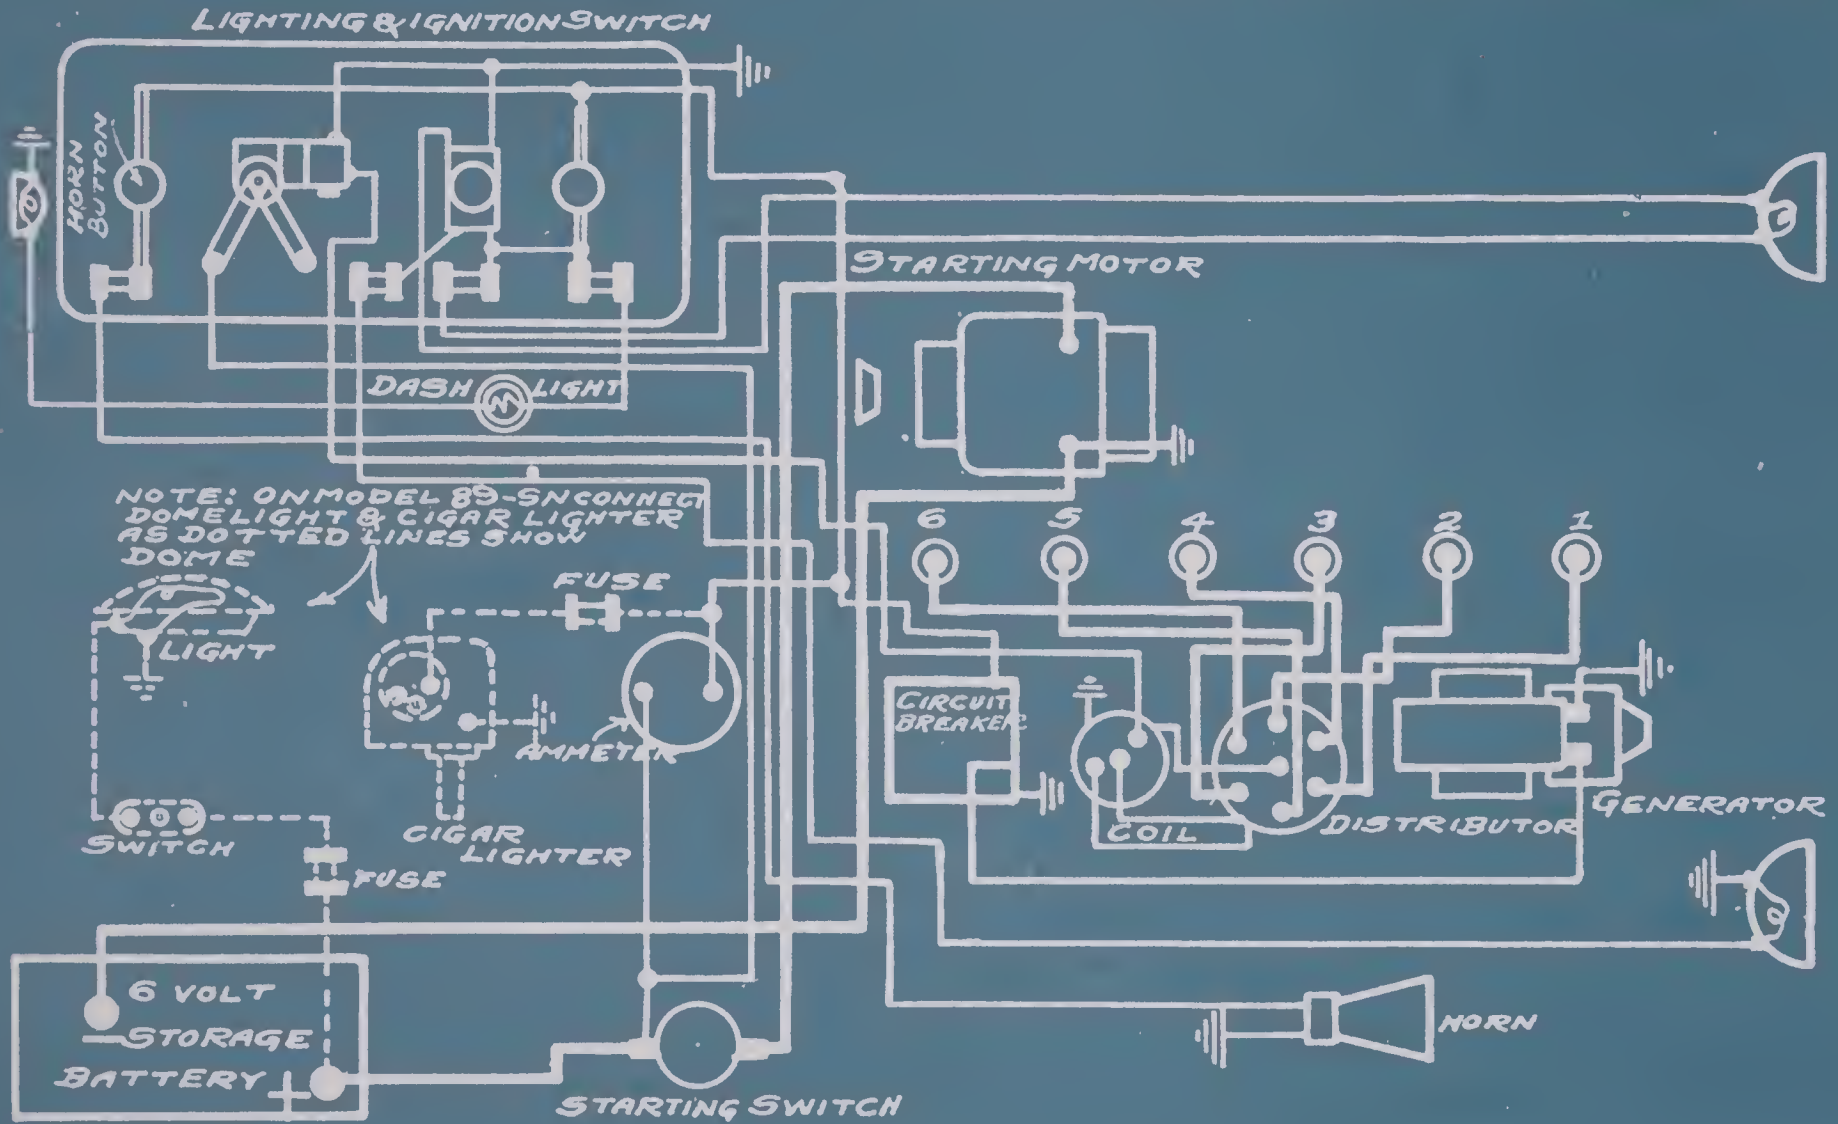 LIGHTING & IGNITION SWITCH
HORN
BUTTON
STARTING MOTOR
DASH LIGHT
NOTE: ON MODEL 89-SN CONNECT
DOMELIGHT & CIGAR LIGHTER
AS DOTTED LINES SHOW
DOME
LIGHT
FUSE
6 5 4 3 2 1
AMMETER
CIRCUIT
BREAKER
COIL
DISTRIBUTOR
GENERATOR
SWITCH
CIGAR
LIGHTER
FUSE
6 VOLT
- STORAGE
BATTERY +
STARTING SWITCH
HORN